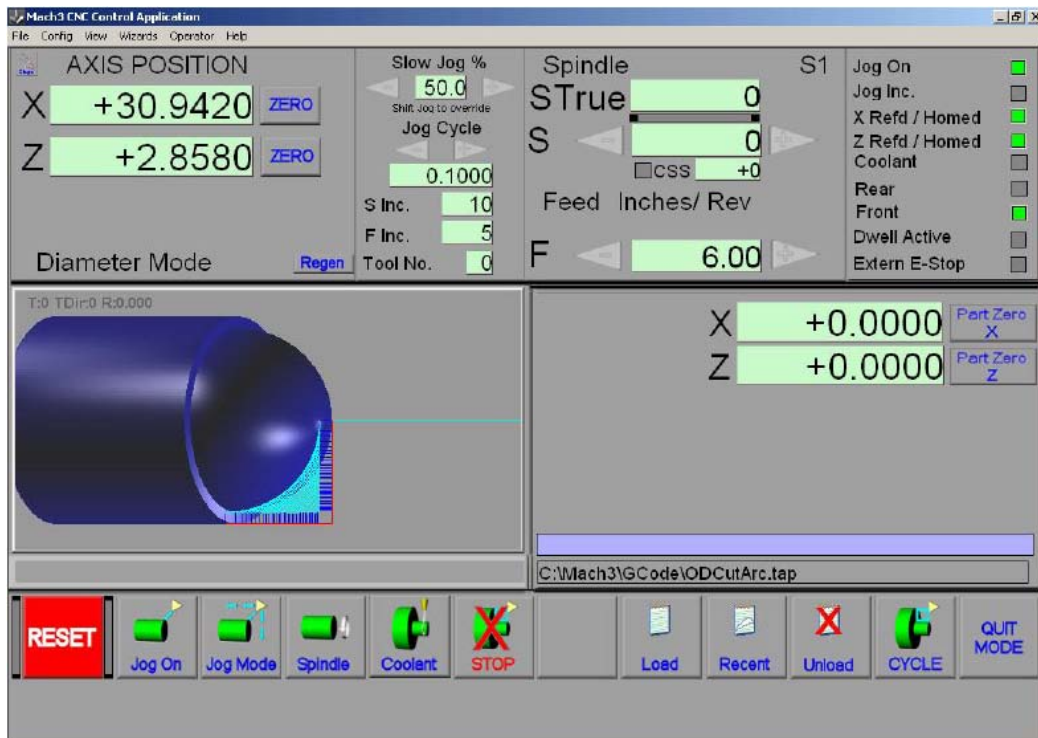 Mach3 CNC Control Application
File Config View Wizards Operator Help
AXIS POSITION
X +30.9420 ZERO
Z +2.8580 ZERO
Diameter Mode Regen
Slow Jog %
50.0
Shift Jog to override
Jog Cycle
0.1000
S Inc. 10
F Inc. 5
Tool No. 0
Spindle S1
STrue 0
S 0
CSS +0
Feed Inches/ Rev
F 6.00
Jog On
Jog Inc.
X Refd / Homed
Z Refd / Homed
Coolant
Rear
Front
Dwell Active
Extern E-Stop
T:0 TDir:0 R:0.000
X +0.0000 Part Zero
X
Z +0.0000 Part Zero
Z
C:\Mach3\GCode\ODCutArc.tap
RESET
Jog On
Jog Mode
Spindle
Coolant
STOP
Load
Recent
Unload
CYCLE
QUIT
MODE